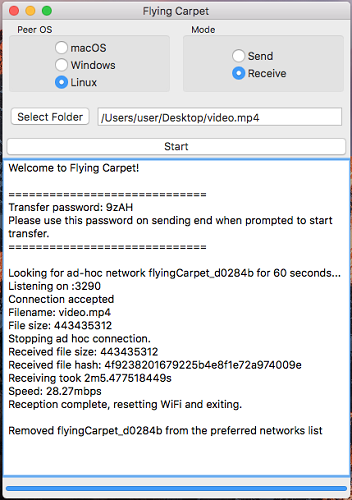 Flying Carpet
Peer OS
Mode
macOS
Windows
Linux
Send
Receive
Select Folder
/Users/user/Desktop/video.mp4
Start
Welcome to Flying Carpet!
=============================
Transfer password: 9zAH
Please use this password on sending end when prompted to start
transfer.
=============================
Looking for ad-hoc network flyingCarpet_d0284b for 60 seconds...
Listening on :3290
Connection accepted
Filename: video.mp4
File size: 443435312
Stopping ad hoc connection.
Received file size: 443435312
Received file hash: 4f9238201679225b4e8f1e72a974009e
Receiving took 2m5.477518449s
Speed: 28.27mbps
Reception complete, resetting WiFi and exiting.
Removed flyingCarpet_d0284b from the preferred networks list